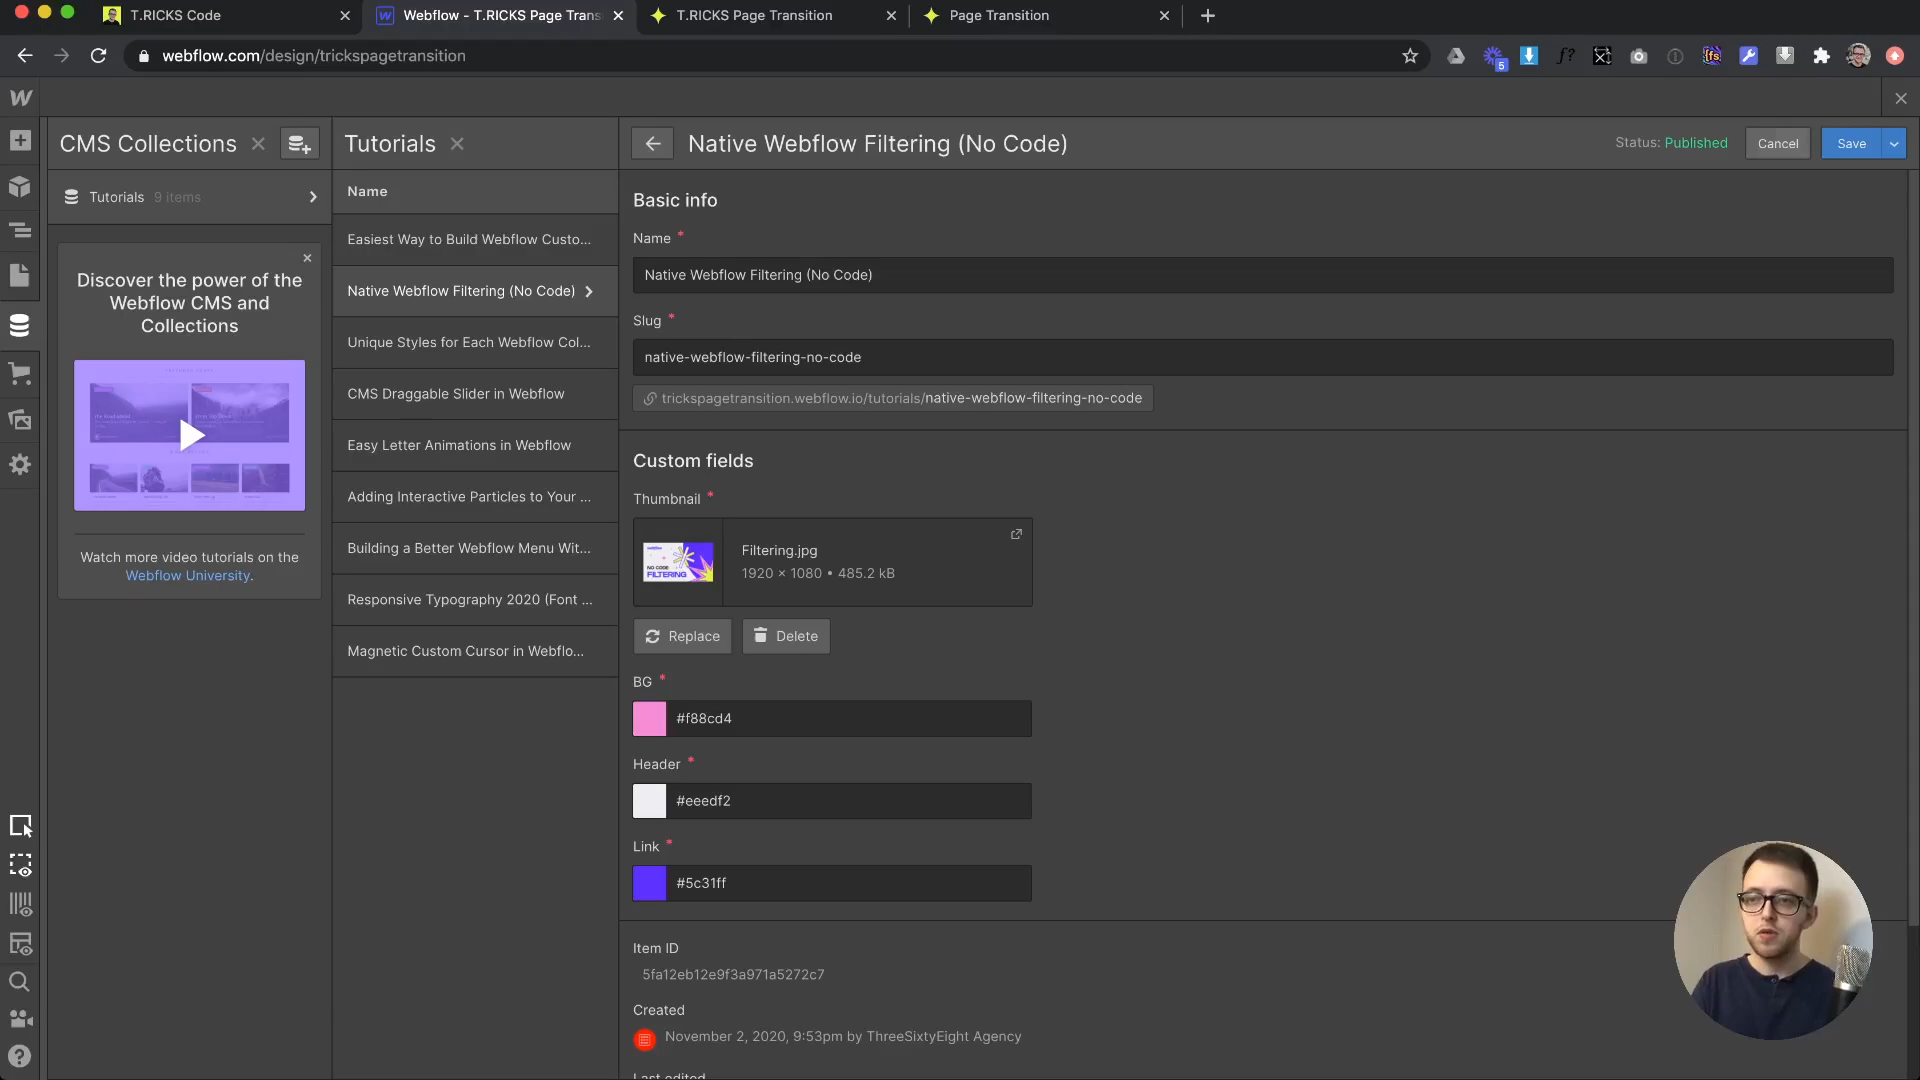 T.RICKS Code
Webflow - T.RICKS Page Trans
T.RICKS Page Transition
Page Transition
webflow.com/design/trickspagetransition
5
f?
{fs
CMS Collections
Tutorials
Native Webflow Filtering (No Code)
Status: Published
Cancel
Save
Tutorials 9 items
Discover the power of the
Webflow CMS and
Collections
Watch more video tutorials on the
Webflow University.
Name
Easiest Way to Build Webflow Custo...
Native Webflow Filtering (No Code)
Unique Styles for Each Webflow Col...
CMS Draggable Slider in Webflow
Easy Letter Animations in Webflow
Adding Interactive Particles to Your ...
Building a Better Webflow Menu Wit...
Responsive Typography 2020 (Font ...
Magnetic Custom Cursor in Webflo...
Basic info
Name *
Native Webflow Filtering (No Code)
Slug *
native-webflow-filtering-no-code
trickspagetransition.webflow.io/tutorials/native-webflow-filtering-no-code
Custom fields
Thumbnail *
NO CODE
FILTERING
Filtering.jpg
1920 × 1080 • 485.2 kB
Replace
Delete
BG *
#f88cd4
Header *
#eeedf2
Link *
#5c31ff
Item ID
5fa12eb12e9f3a971a5272c7
Created
November 2, 2020, 9:53pm by ThreeSixtyEight Agency
Last edited